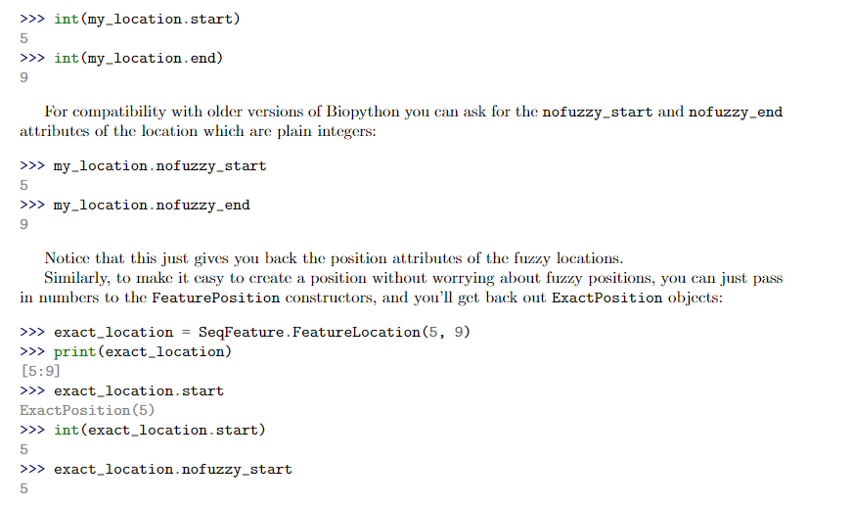 >>> int(my_location.start)
5
>>> int(my_location.end)
9
For compatibility with older versions of Biopython you can ask for the nofuzzy_start and nofuzzy_end
attributes of the location which are plain integers:
>>> my_location.nofuzzy_start
5
>>> my_location.nofuzzy_end
9
Notice that this just gives you back the position attributes of the fuzzy locations.
Similarly, to make it easy to create a position without worrying about fuzzy positions, you can just pass
in numbers to the FeaturePosition constructors, and you'll get back out ExactPosition objects:
>>> exact_location = SeqFeature.FeatureLocation(5, 9)
>>> print(exact_location)
[5:9]
>>> exact_location.start
ExactPosition(5)
>>> int(exact_location.start)
5
>>> exact_location.nofuzzy_start
5